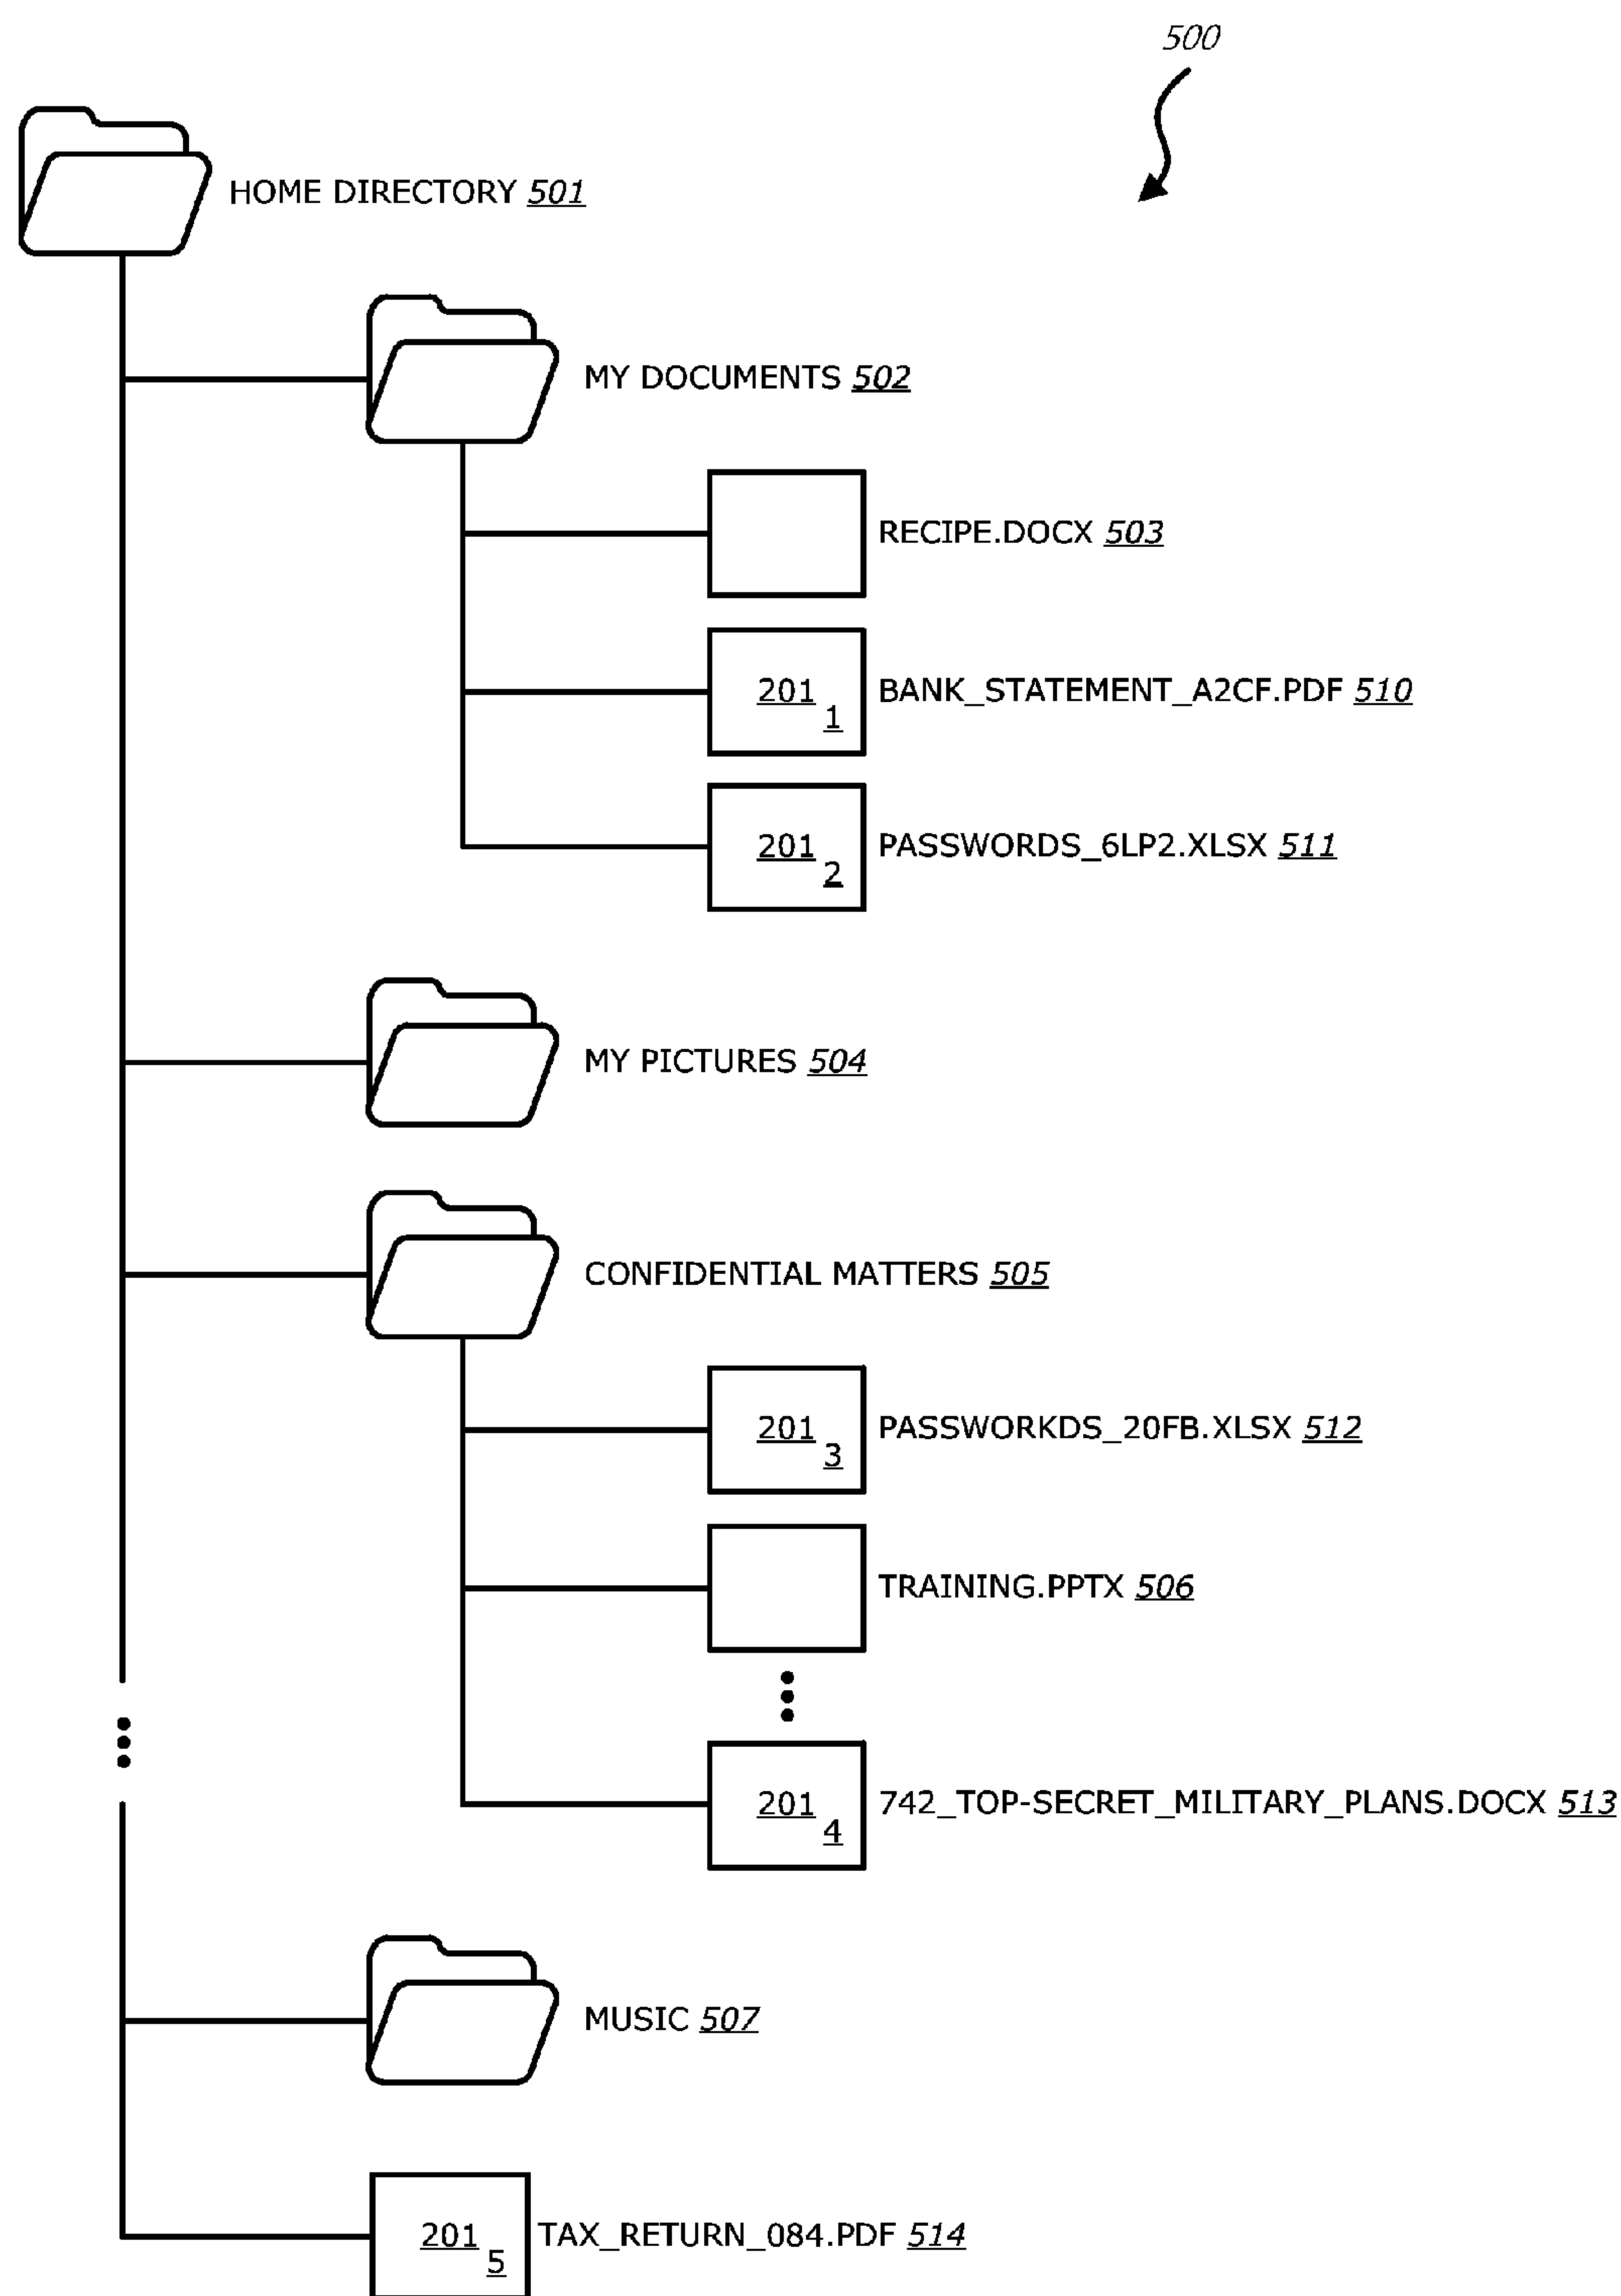 500
HOME DIRECTORY 501
MY DOCUMENTS 502
RECIPE.DOCX 503
201 1 BANK_STATEMENT_A2CF.PDF 510
201 2 PASSWORDS_6LP2.XLSX 511
MY PICTURES 504
CONFIDENTIAL MATTERS 505
201 3 PASSWORKDS_20FB.XLSX 512
TRAINING.PPTX 506
201 4 742_TOP-SECRET_MILITARY_PLANS.DOCX 513
MUSIC 507
201 5 TAX_RETURN_084.PDF 514